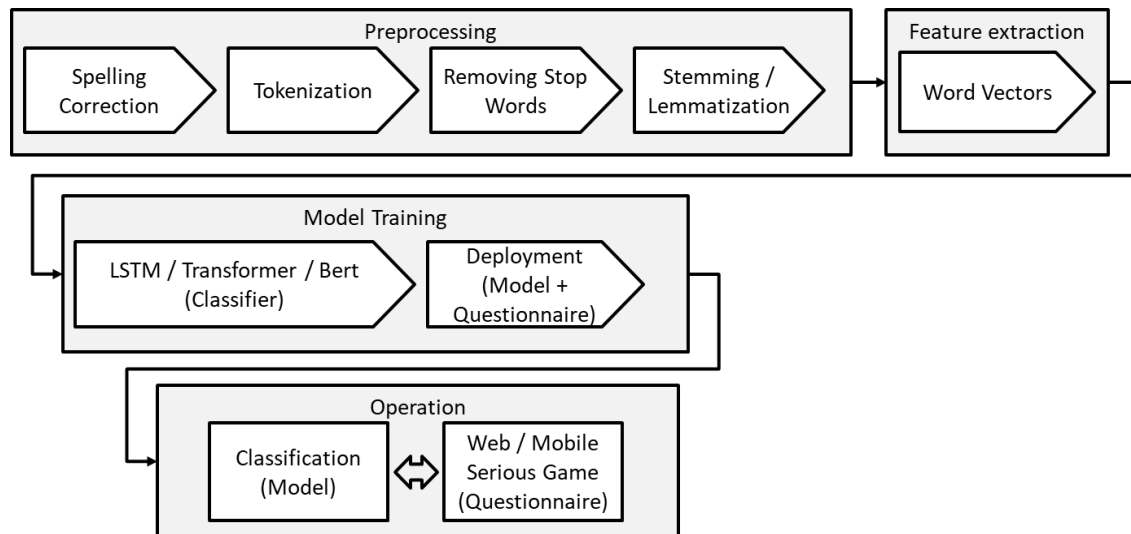 Preprocessing
Spelling
Correction
Tokenization
Removing Stop
Words
Stemming /
Lemmatization
Feature extraction
Word Vectors
Model Training
LSTM / Transformer / Bert
(Classifier)
Deployment
(Model +
Questionnaire)
Operation
Classification
(Model)
Web / Mobile
Serious Game
(Questionnaire)